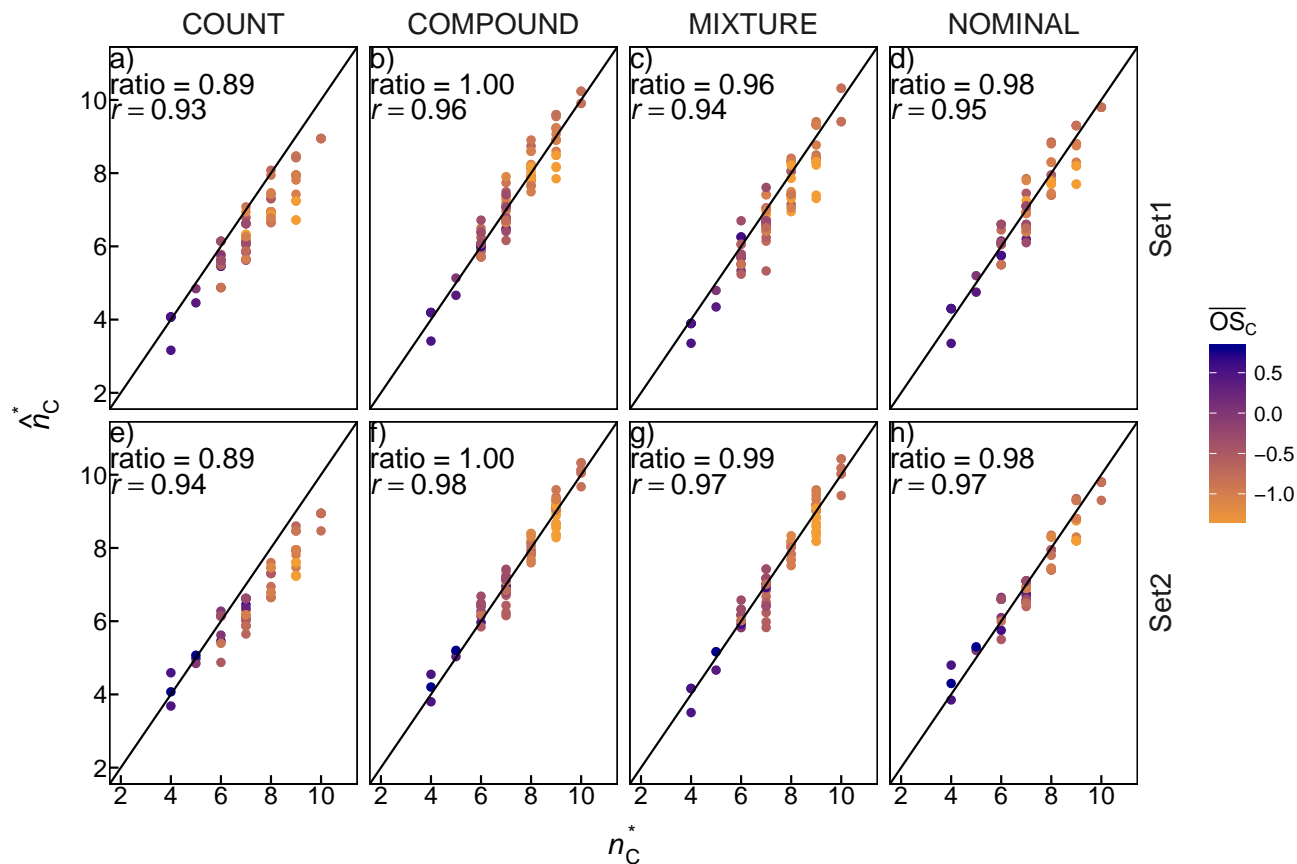 COUNT COMPOUND MIXTURE NOMINAL
a) b) c) d)
ratio = 0.89 ratio = 1.00 ratio = 0.96 ratio = 0.98
r = 0.93 r = 0.96 r = 0.94 r = 0.95
10
8
6
4
2
Set1
e) f) g) h)
ratio = 0.89 ratio = 1.00 ratio = 0.99 ratio = 0.98
r = 0.94 r = 0.98 r = 0.97 r = 0.97
10
8
6
4
2
Set2
2 4 6 8 10 2 4 6 8 10 2 4 6 8 10 2 4 6 8 10
n̂*C
n*C
O̅S̅C
0.5
0.0
−0.5
−1.0